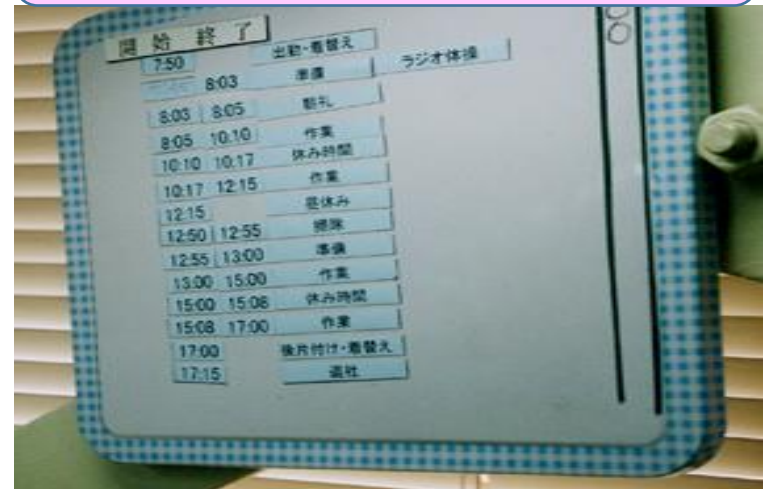 開始 終了
7:50 出勤・着替え
8:03 準備 ラジオ体操
8:03 8:05 朝礼
8:05 10:10 作業
10:10 10:17 休み時間
10:17 12:15 作業
12:15 昼休み
12:50 12:55 掃除
12:55 13:00 準備
13:00 15:00 作業
15:00 15:08 休み時間
15:08 17:00 作業
17:00 後片付け・着替え
17:15 退社